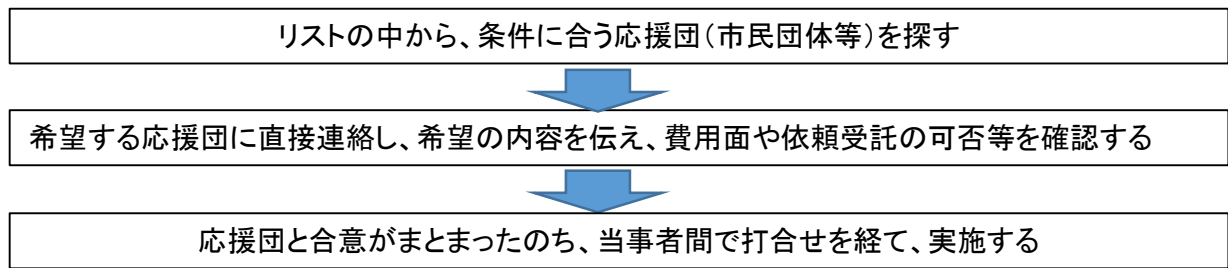 リストの中から、条件に合う応援団(市民団体等)を探す
希望する応援団に直接連絡し、希望の内容を伝え、費用面や依頼受託の可否等を確認する
応援団と合意がまとまったのち、当事者間で打合せを経て、実施する